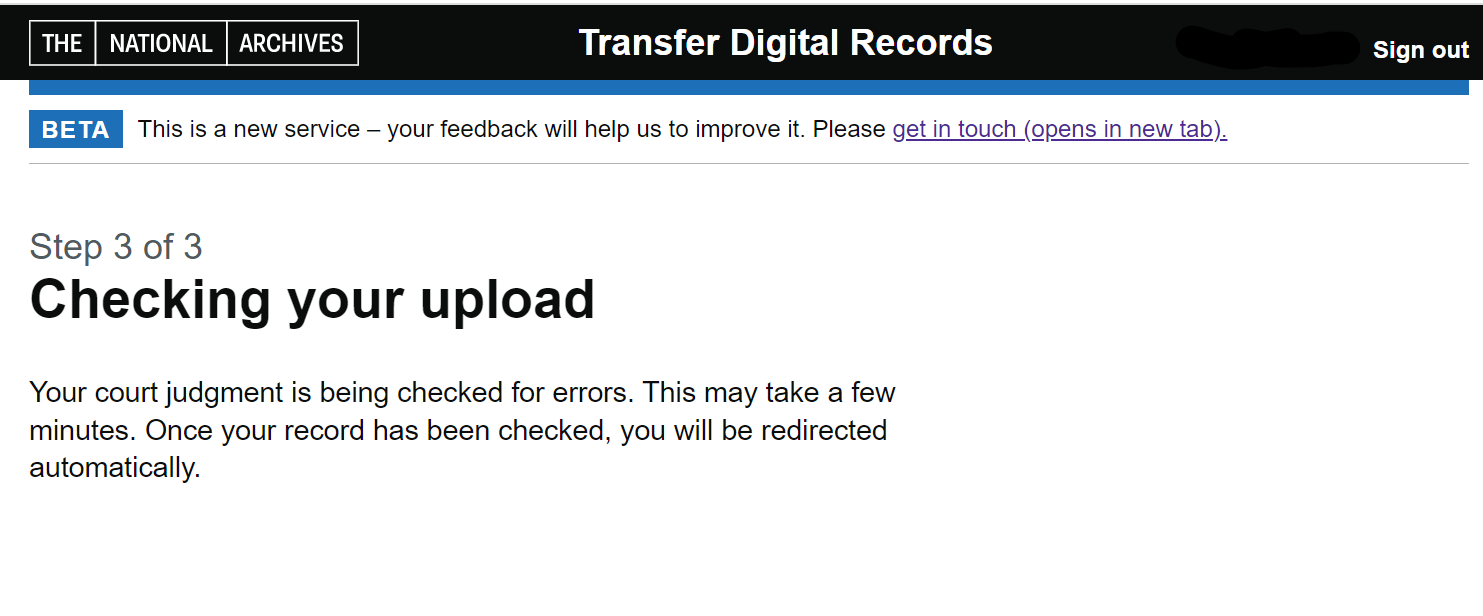 THE NATIONAL ARCHIVES Transfer Digital Records Sign out
BETA This is a new service – your feedback will help us to improve it. Please get in touch (opens in new tab).
Step 3 of 3
Checking your upload
Your court judgment is being checked for errors. This may take a few
minutes. Once your record has been checked, you will be redirected
automatically.